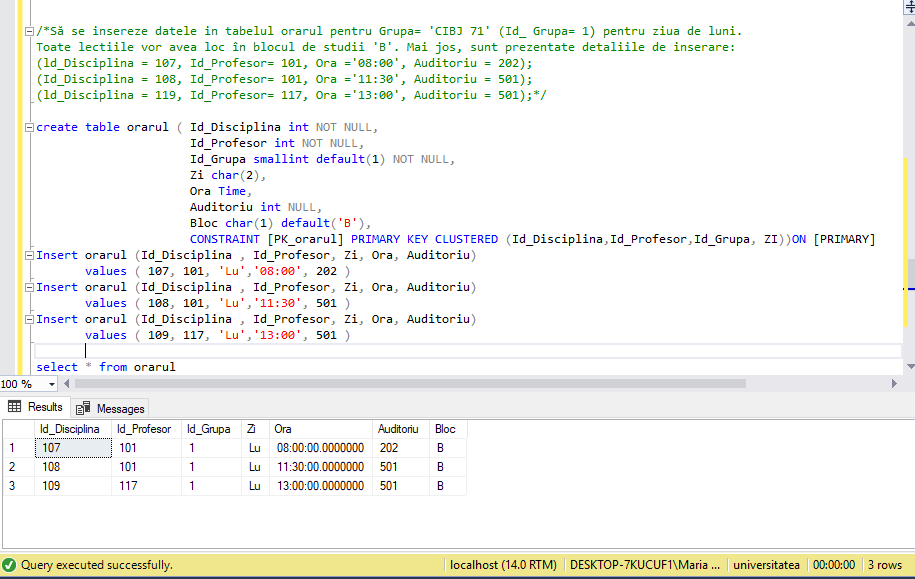 /*Să se insereze datele in tabelul orarul pentru Grupa= 'CIBJ 71' (Id_ Grupa= 1) pentru ziua de luni.
Toate lectiile vor avea loc în blocul de studii 'B'. Mai jos, sunt prezentate detaliile de inserare:
(ld_Disciplina = 107, Id_Profesor= 101, Ora ='08:00', Auditoriu = 202);
(Id_Disciplina = 108, Id_Profesor= 101, Ora ='11:30', Auditoriu = 501);
(ld_Disciplina = 119, Id_Profesor= 117, Ora ='13:00', Auditoriu = 501);*/
create table orarul ( Id_Disciplina int NOT NULL,
Id_Profesor int NOT NULL,
Id_Grupa smallint default(1) NOT NULL,
Zi char(2),
Ora Time,
Auditoriu int NULL,
Bloc char(1) default('B'),
CONSTRAINT [PK_orarul] PRIMARY KEY CLUSTERED (Id_Disciplina,Id_Profesor,Id_Grupa, ZI))ON [PRIMARY]
Insert orarul (Id_Disciplina , Id_Profesor, Zi, Ora, Auditoriu)
values ( 107, 101, 'Lu','08:00', 202 )
Insert orarul (Id_Disciplina , Id_Profesor, Zi, Ora, Auditoriu)
values ( 108, 101, 'Lu','11:30', 501 )
Insert orarul (Id_Disciplina , Id_Profesor, Zi, Ora, Auditoriu)
values ( 109, 117, 'Lu','13:00', 501 )
select * from orarul
100 %
Results Messages
Id_Disciplina Id_Profesor Id_Grupa Zi Ora Auditoriu Bloc
1 107 101 1 Lu 08:00:00.0000000 202 B
2 108 101 1 Lu 11:30:00.0000000 501 B
3 109 117 1 Lu 13:00:00.0000000 501 B
Query executed successfully. localhost (14.0 RTM) DESKTOP-7KUCUF1\Maria ... universitatea 00:00:00 3 rows